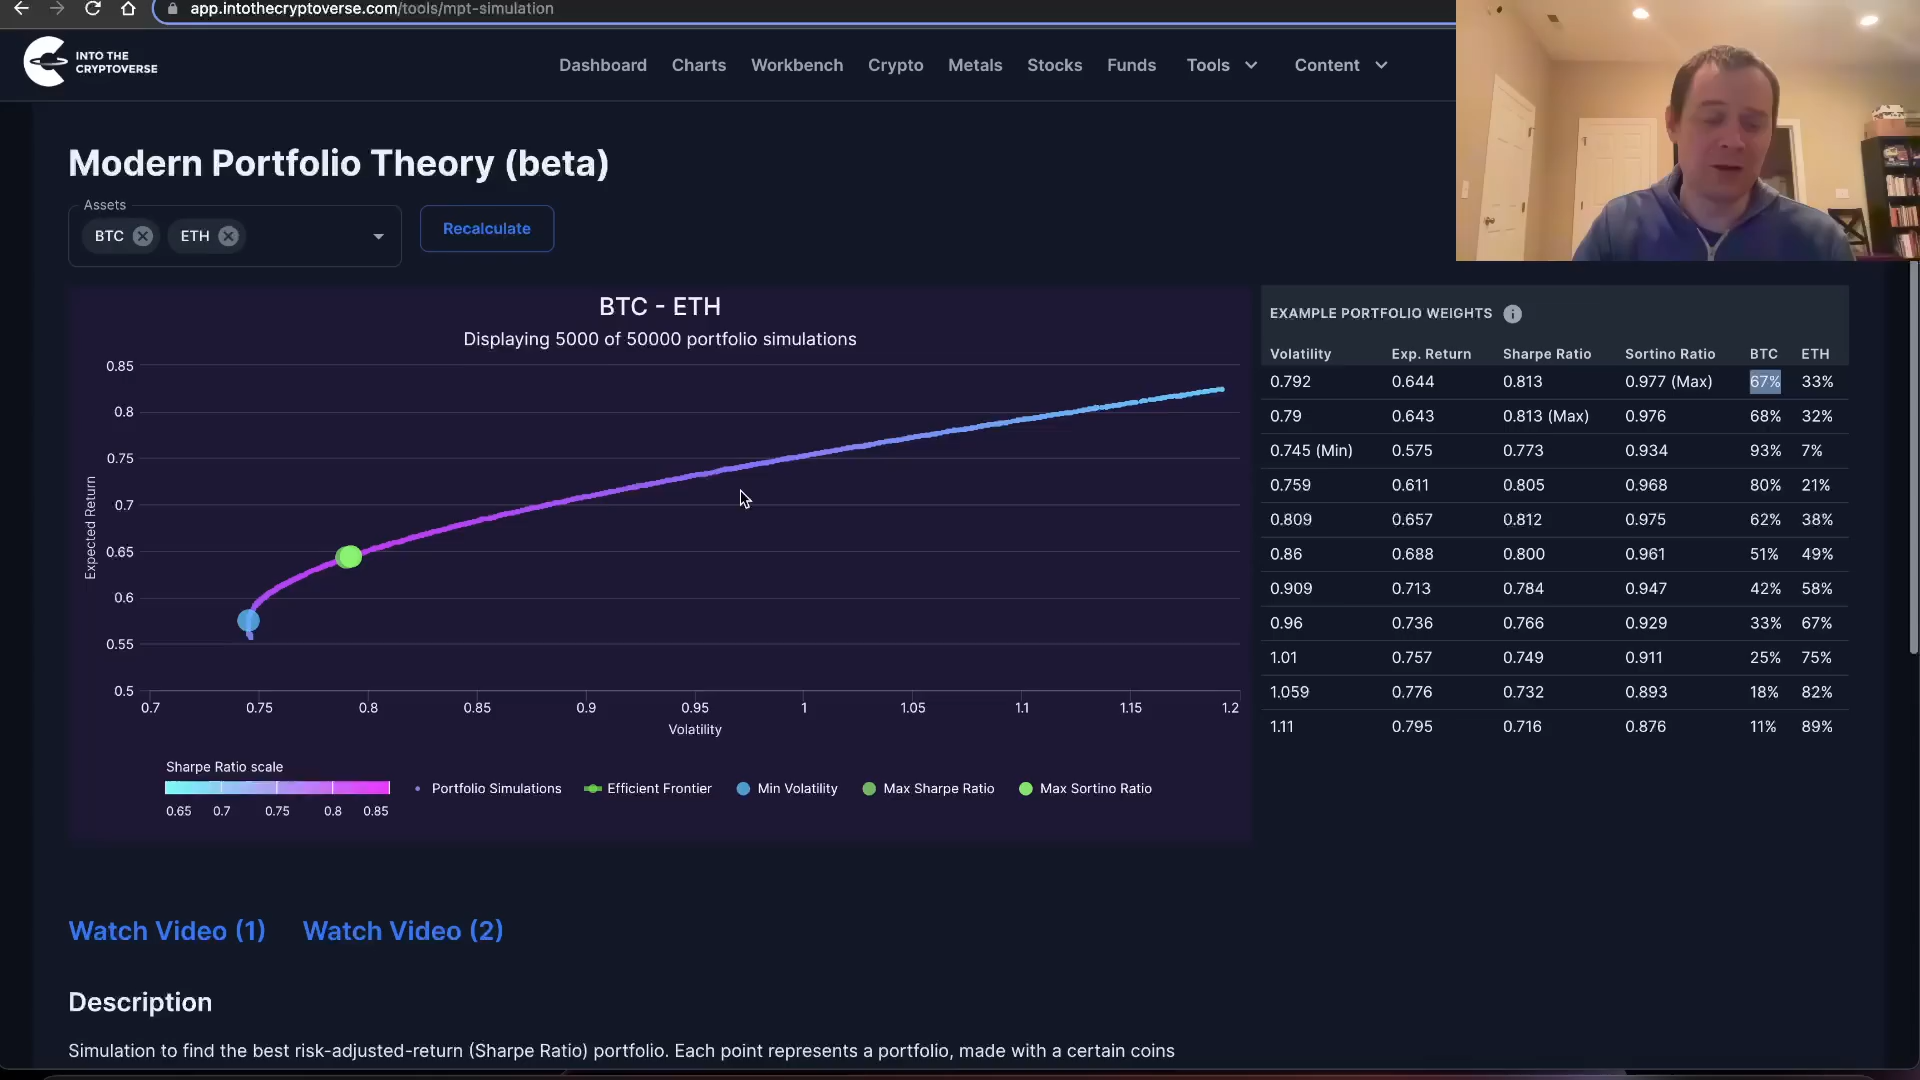 app.intothecryptoverse.com/tools/mpt-simulation
INTO THE
CRYPTOVERSE
Dashboard Charts Workbench Crypto Metals Stocks Funds Tools Content
Modern Portfolio Theory (beta)
Assets
BTC ETH
Recalculate
BTC - ETH
Displaying 5000 of 50000 portfolio simulations
0.85
0.8
0.75
0.7
0.65
0.6
0.55
0.5
Expected Return
0.7 0.75 0.8 0.85 0.9 0.95 1 1.05 1.1 1.15 1.2
Volatility
Sharpe Ratio scale
0.65 0.7 0.75 0.8 0.85
Portfolio Simulations Efficient Frontier Min Volatility Max Sharpe Ratio Max Sortino Ratio
EXAMPLE PORTFOLIO WEIGHTS i
Volatility Exp. Return Sharpe Ratio Sortino Ratio BTC ETH
0.792 0.644 0.813 0.977 (Max) 67% 33%
0.79 0.643 0.813 (Max) 0.976 68% 32%
0.745 (Min) 0.575 0.773 0.934 93% 7%
0.759 0.611 0.805 0.968 80% 21%
0.809 0.657 0.812 0.975 62% 38%
0.86 0.688 0.800 0.961 51% 49%
0.909 0.713 0.784 0.947 42% 58%
0.96 0.736 0.766 0.929 33% 67%
1.01 0.757 0.749 0.911 25% 75%
1.059 0.776 0.732 0.893 18% 82%
1.11 0.795 0.716 0.876 11% 89%
Watch Video (1) Watch Video (2)
Description
Simulation to find the best risk-adjusted-return (Sharpe Ratio) portfolio. Each point represents a portfolio, made with a certain coins